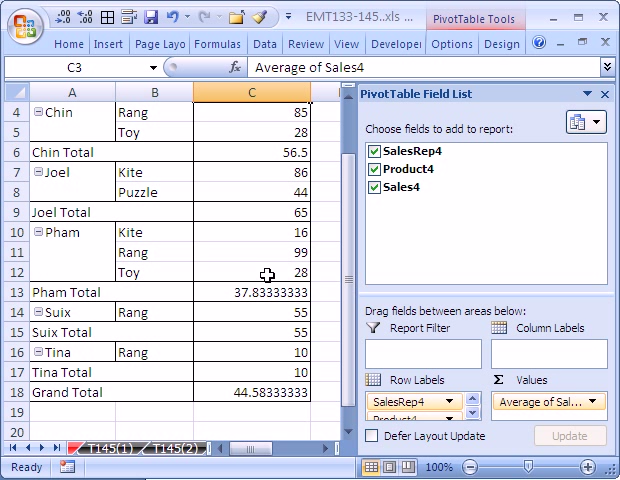 EMT133-145..xls ...
PivotTable Tools
Home Insert Page Layo Formulas Data Review View Developei Options Design
C3 fx Average of Sales4
A B C
4 Chin Rang 85
5 Toy 28
6 Chin Total 56.5
7 Joel Kite 86
8 Puzzle 44
9 Joel Total 65
10 Pham Kite 16
11 Rang 99
12 Toy 28
13 Pham Total 37.83333333
14 Suix Rang 55
15 Suix Total 55
16 Tina Rang 10
17 Tina Total 10
18 Grand Total 44.58333333
19
20
T145(1) T145(2)
Ready
PivotTable Field List
Choose fields to add to report:
SalesRep4
Product4
Sales4
Drag fields between areas below:
Report Filter Column Labels
Row Labels Σ Values
SalesRep4 Average of Sal...
Product4
Defer Layout Update Update
100%